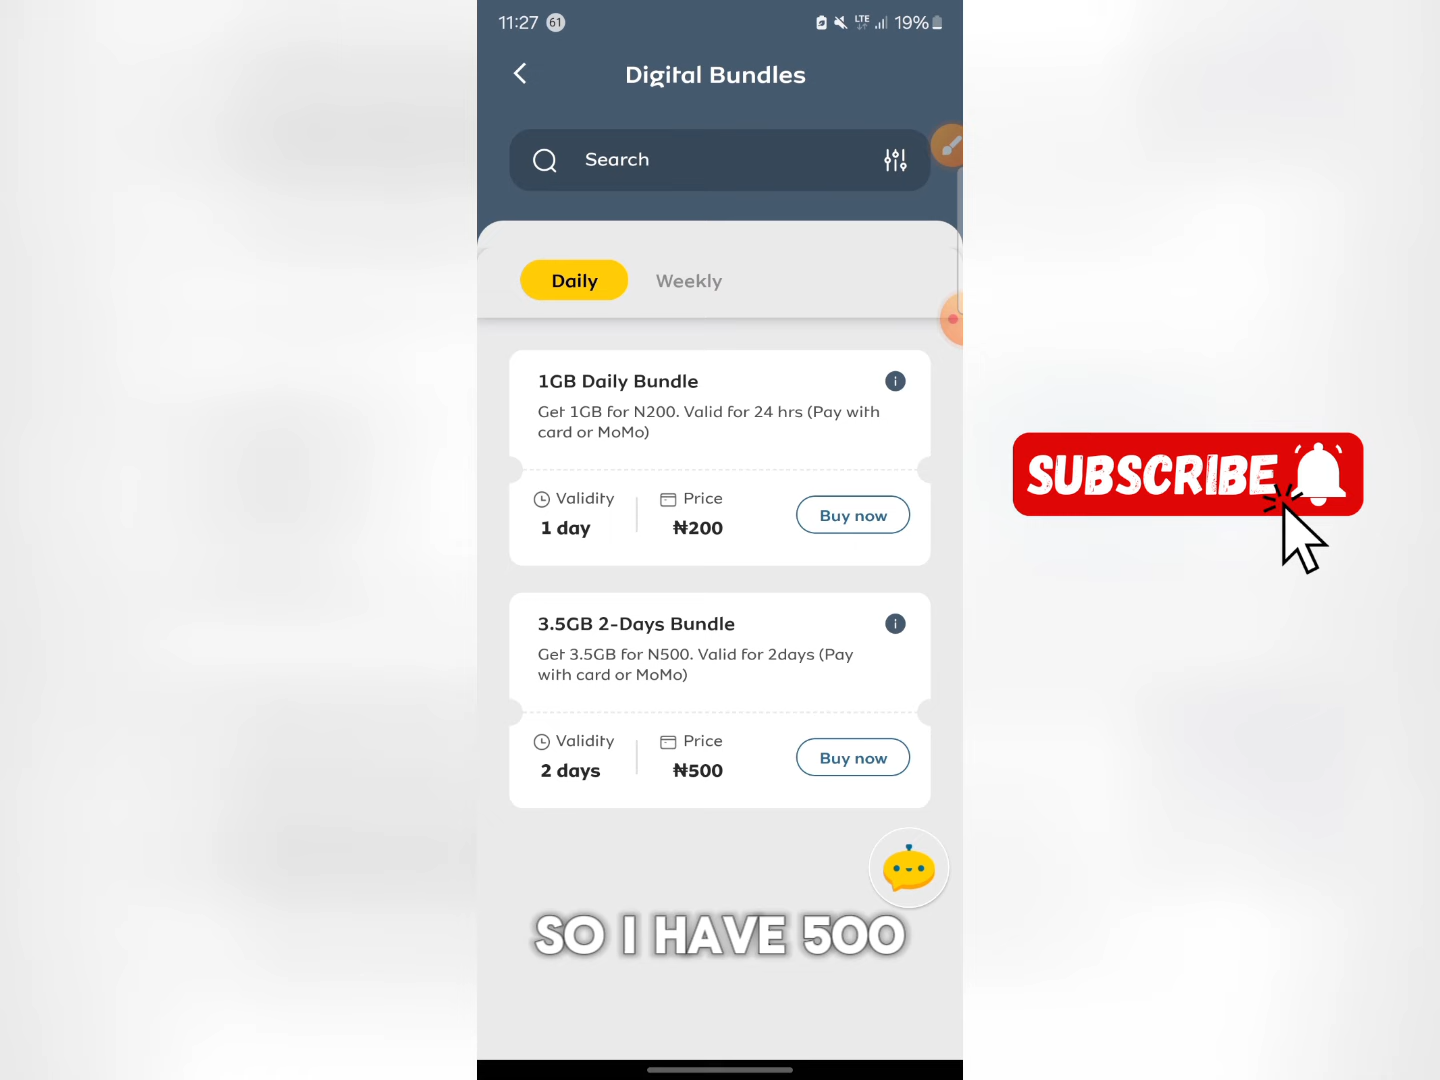 11:27 61 LTE 19%
Digital Bundles
Search
Daily Weekly
1GB Daily Bundle
Get 1GB for N200. Valid for 24 hrs (Pay with
card or MoMo)
Validity Price
1 day ₦200 Buy now
3.5GB 2-Days Bundle
Get 3.5GB for N500. Valid for 2days (Pay
with card or MoMo)
Validity Price
2 days ₦500 Buy now
SO I HAVE 500
SUBSCRIBE